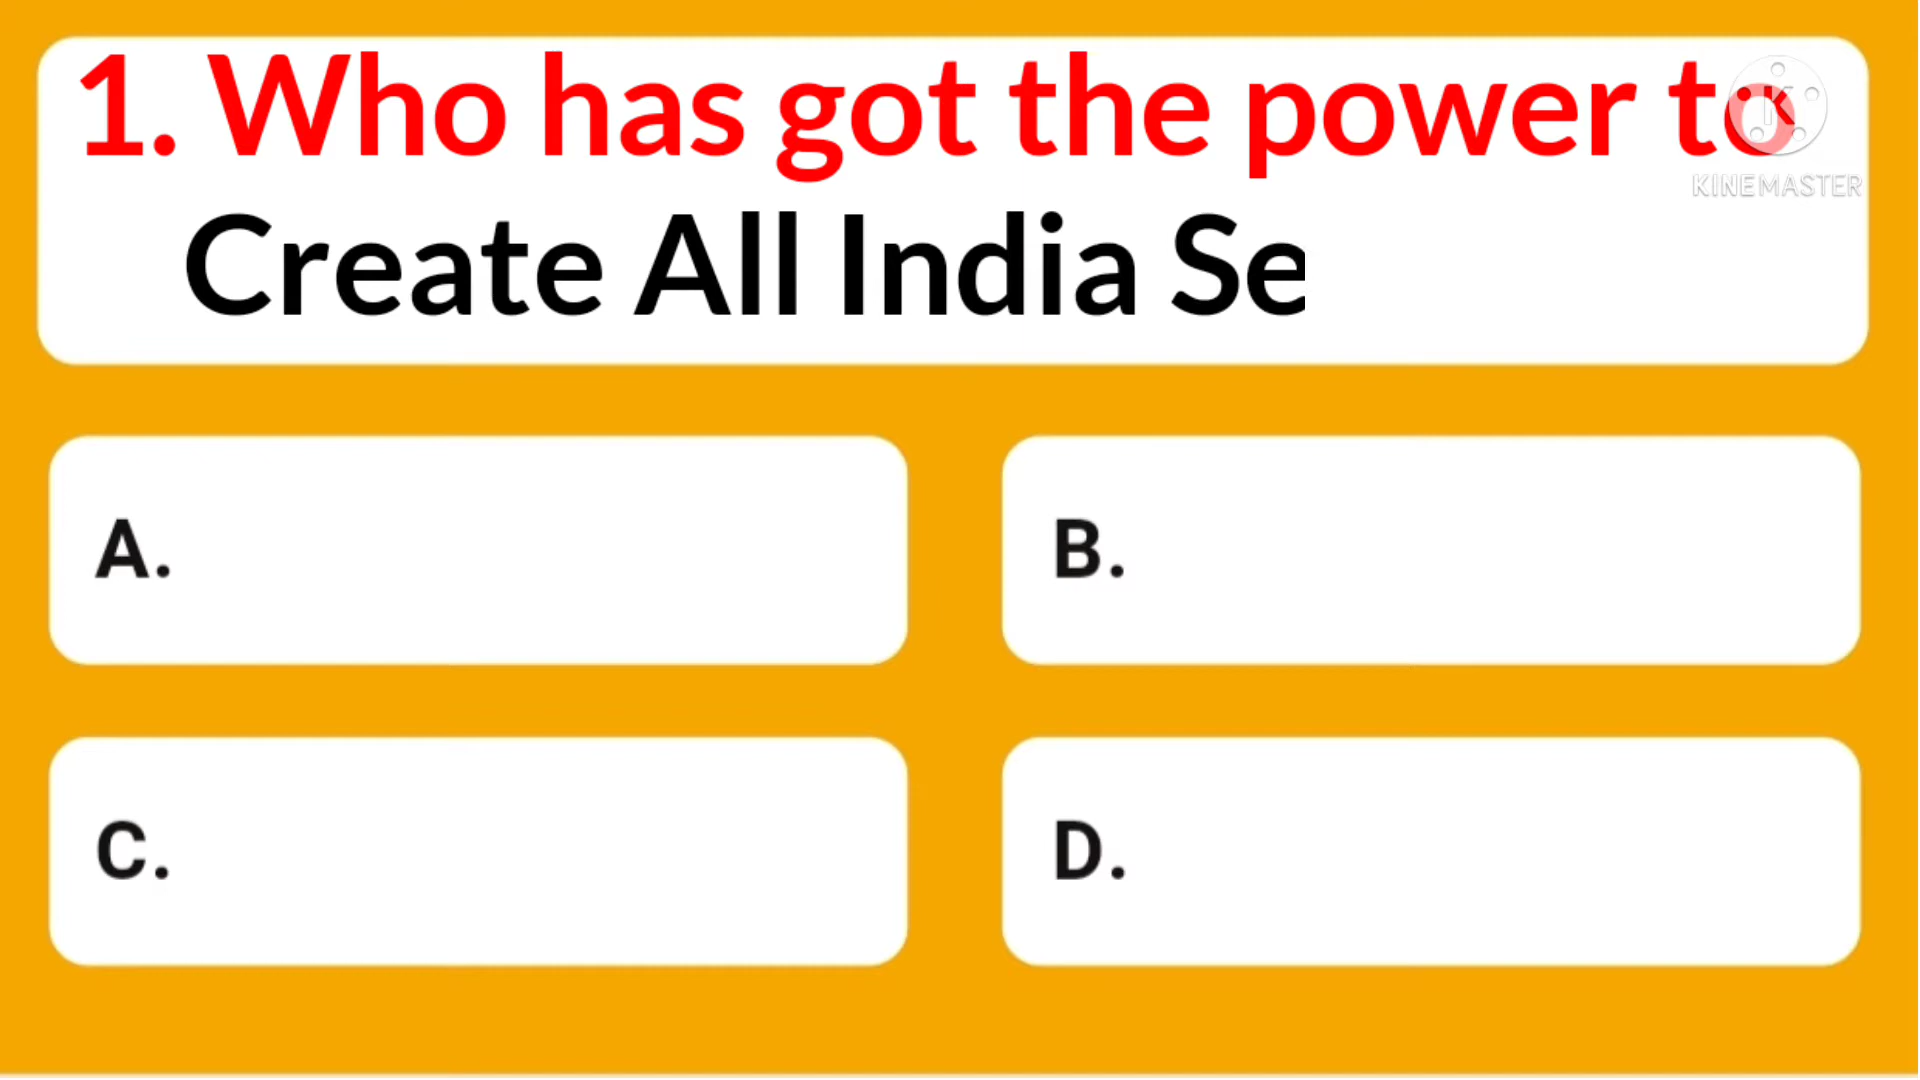 1. Who has got the power to
Create All India Se
KINEMASTER
A.
B.
C.
D.